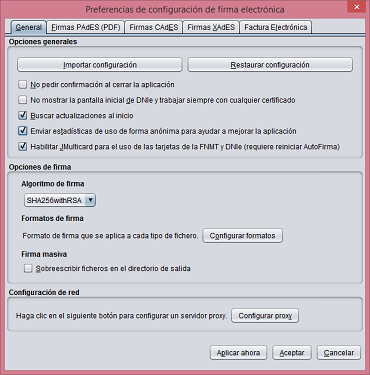 Preferencias de configuración de firma electrónica
General Firmas PAdES (PDF) Firmas CAdES Firmas XAdES Factura Electrónica
Opciones generales
Importar configuración Restaurar configuración
No pedir confirmación al cerrar la aplicación
No mostrar la pantalla inicial de DNIe y trabajar siempre con cualquier certificado
Buscar actualizaciones al inicio
Enviar estadísticas de uso de forma anónima para ayudar a mejorar la aplicación
Habilitar JMulticard para el uso de las tarjetas de la FNMT y DNIe (requiere reiniciar AutoFirma)
Opciones de firma
Algoritmo de firma
SHA256withRSA
Formatos de firma
Formato de firma que se aplica a cada tipo de fichero. Configurar formatos
Firma masiva
Sobreescribir ficheros en el directorio de salida
Configuración de red
Haga clic en el siguiente botón para configurar un servidor proxy. Configurar proxy
Aplicar ahora Aceptar Cancelar